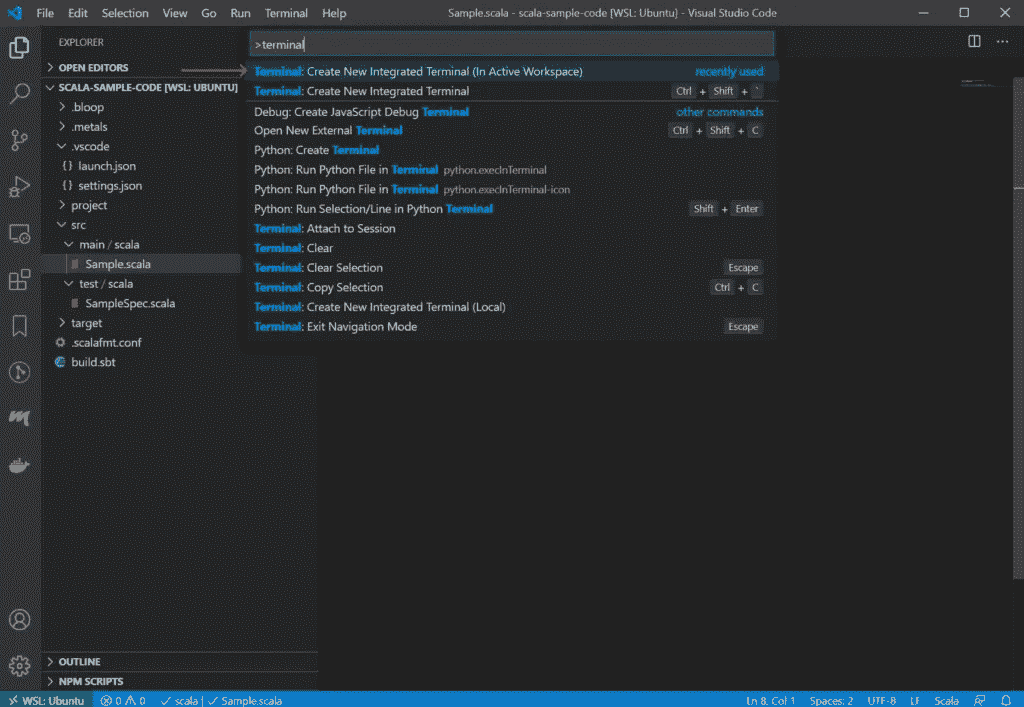 File Edit Selection View Go Run Terminal Help Sample.scala - scala-sample-code [WSL: Ubuntu] - Visual Studio Code
EXPLORER
OPEN EDITORS
SCALA-SAMPLE-CODE [WSL: UBUNTU]
.bloop
.metals
.vscode
{} launch.json
{} settings.json
project
src
main / scala
Sample.scala
test / scala
SampleSpec.scala
target
.scalafmt.conf
build.sbt
>terminal
Terminal: Create New Integrated Terminal (In Active Workspace) recently used
Terminal: Create New Integrated Terminal Ctrl + Shift + `
Debug: Create JavaScript Debug Terminal other commands
Open New External Terminal Ctrl + Shift + C
Python: Create Terminal
Python: Run Python File in Terminal python.execInTerminal
Python: Run Python File in Terminal python.execInTerminal-icon
Python: Run Selection/Line in Python Terminal Shift + Enter
Terminal: Attach to Session
Terminal: Clear
Terminal: Clear Selection Escape
Terminal: Copy Selection Ctrl + C
Terminal: Create New Integrated Terminal (Local)
Terminal: Exit Navigation Mode Escape
OUTLINE
NPM SCRIPTS
WSL: Ubuntu 0 0 scala | Sample.scala Ln 8, Col 1 Spaces: 2 UTF-8 LF Scala